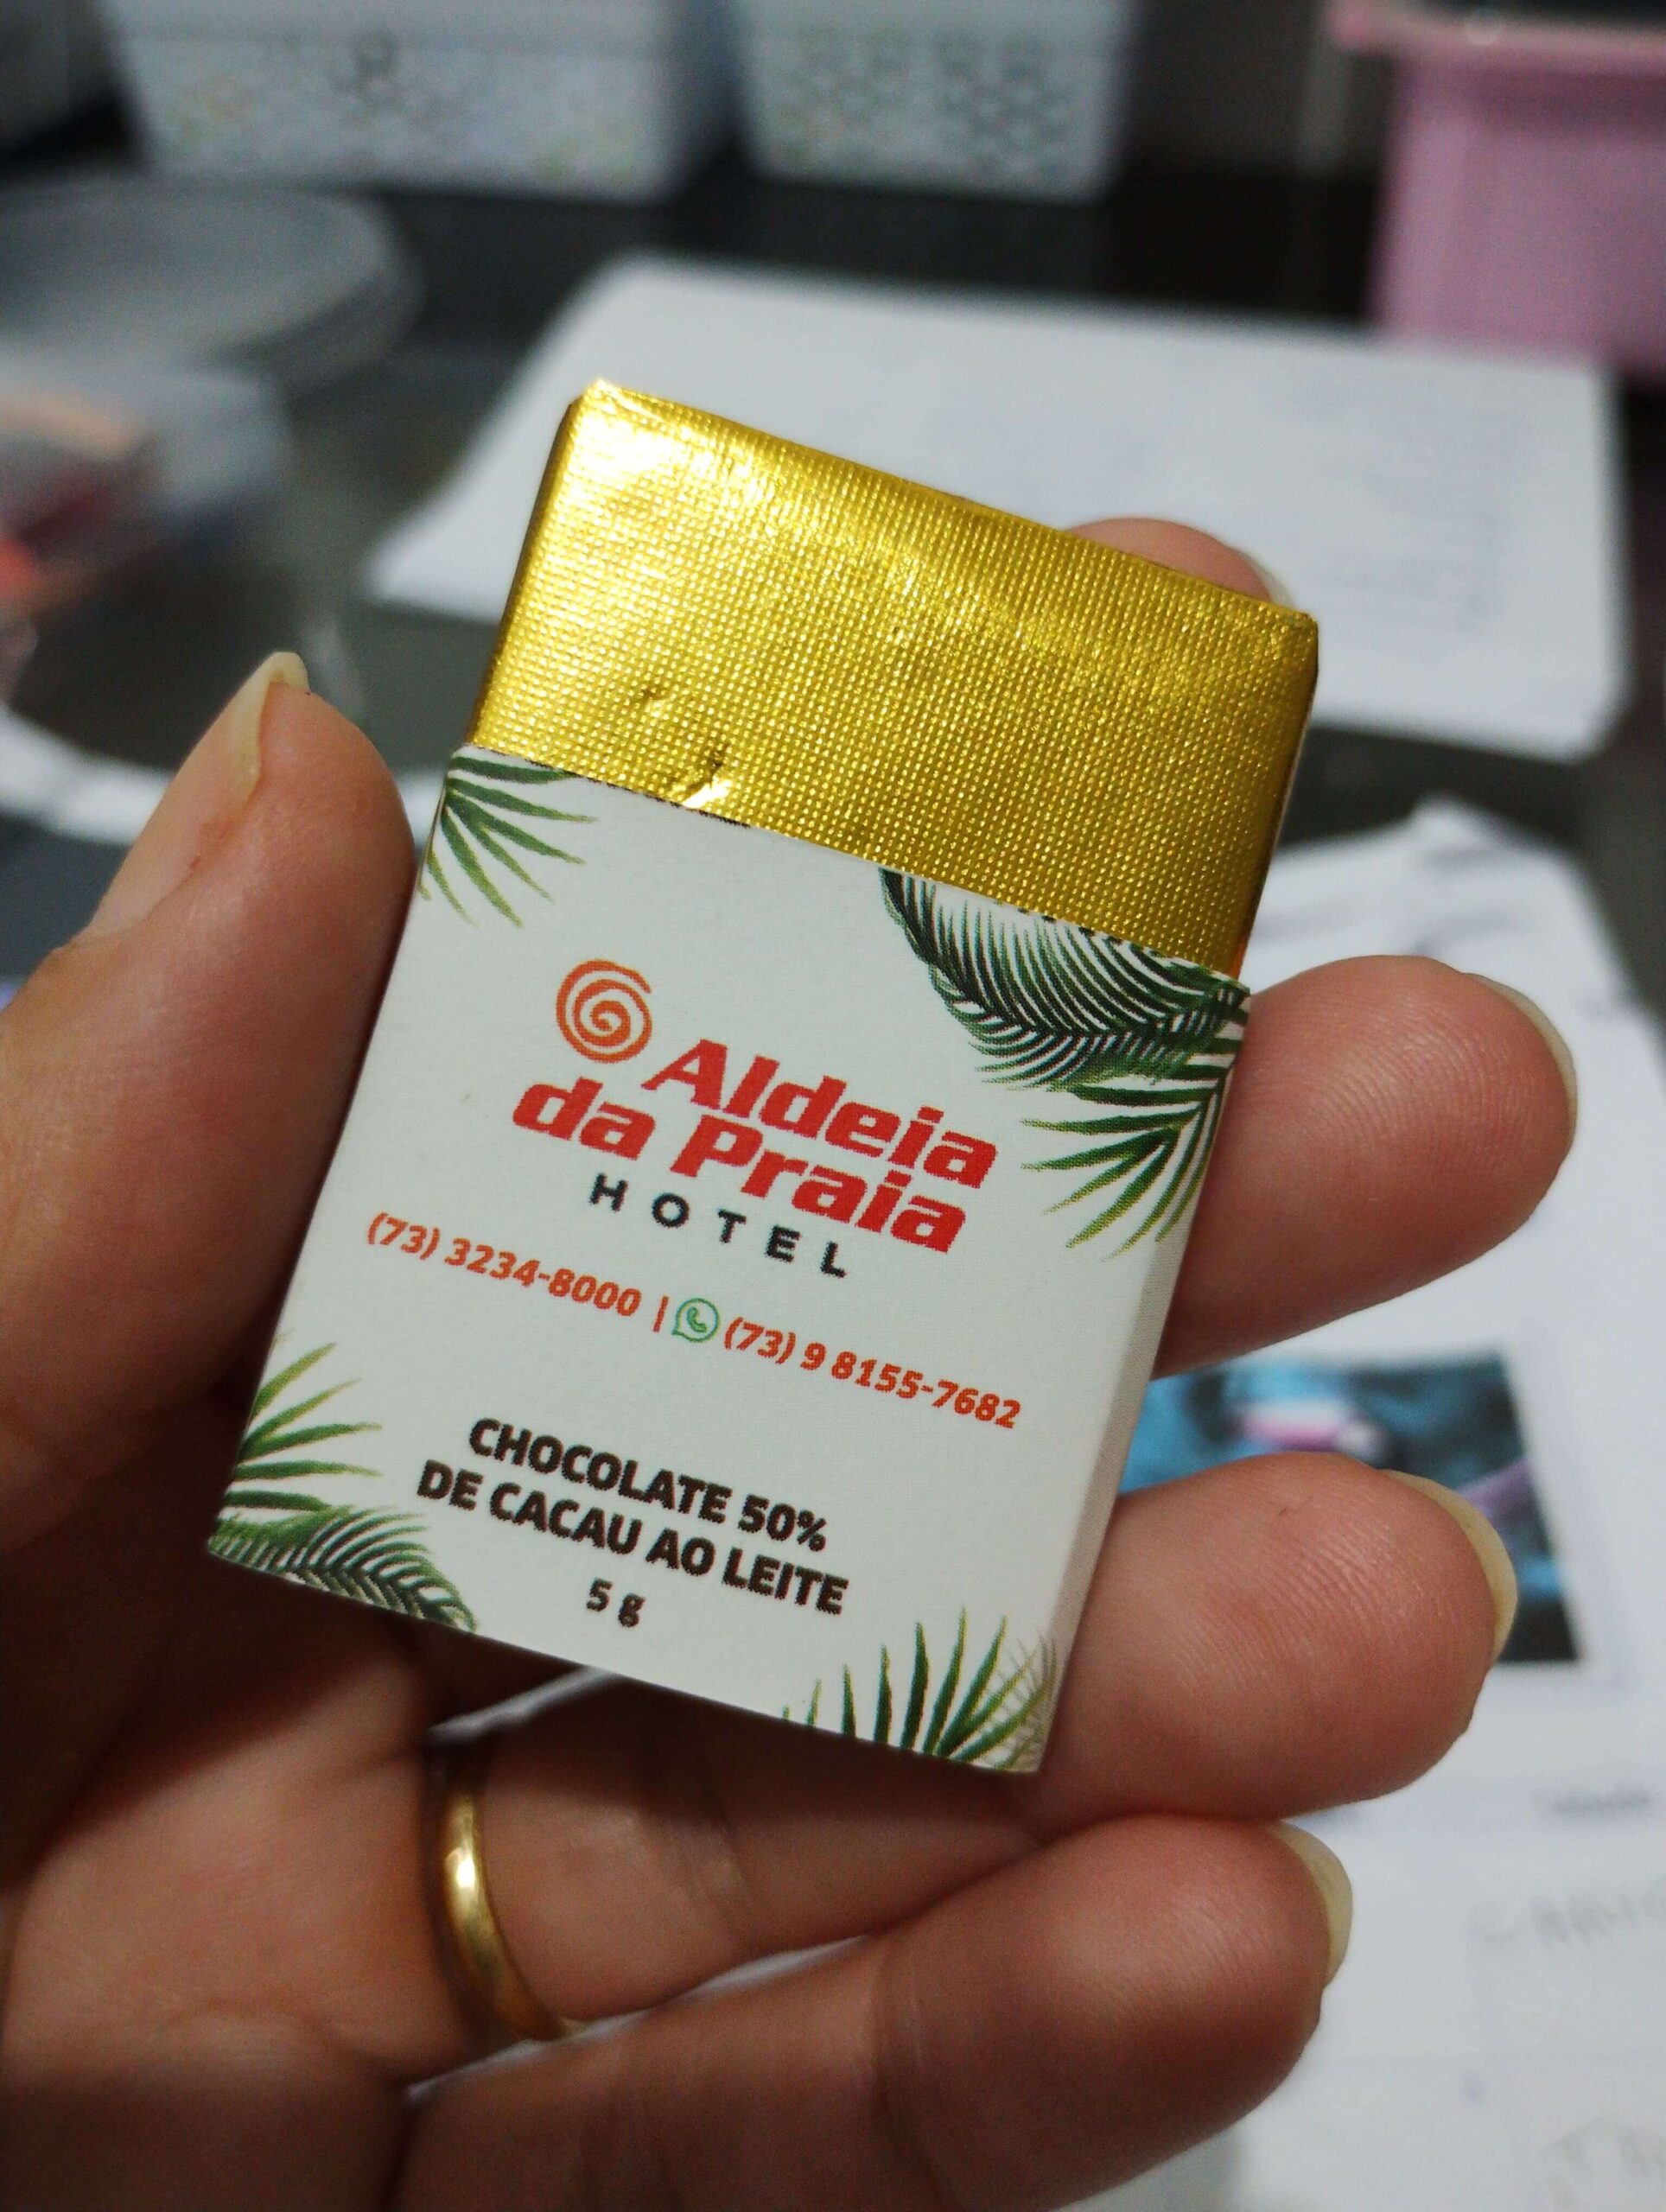 Aldeia
da Praia
HOTEL
(73) 3234-8000 | (73) 9 8155-7682
CHOCOLATE 50%
DE CACAU AO LEITE
5 g